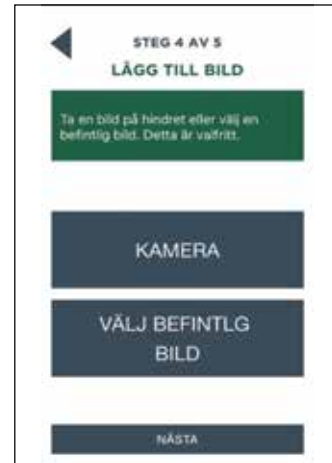 STEG 4 AV 5
LÄGG TILL BILD
Ta en bild på hindret eller välj en
befintlig bild. Detta är valfritt.
KAMERA
VÄLJ BEFINTLG
BILD
NÄSTA